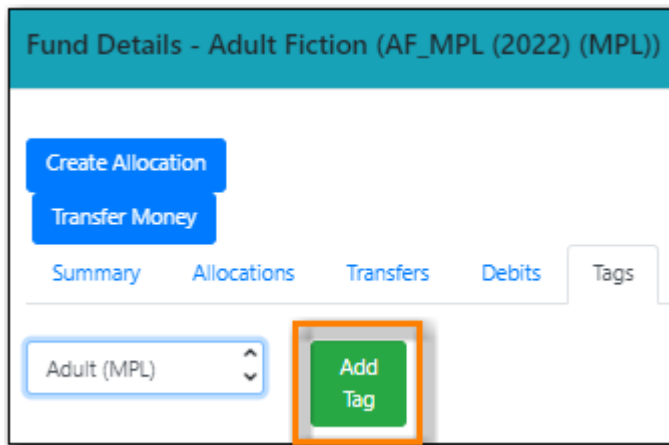 Fund Details - Adult Fiction (AF_MPL (2022) (MPL))
Create Allocation
Transfer Money
Summary Allocations Transfers Debits Tags
Adult (MPL)
Add
Tag